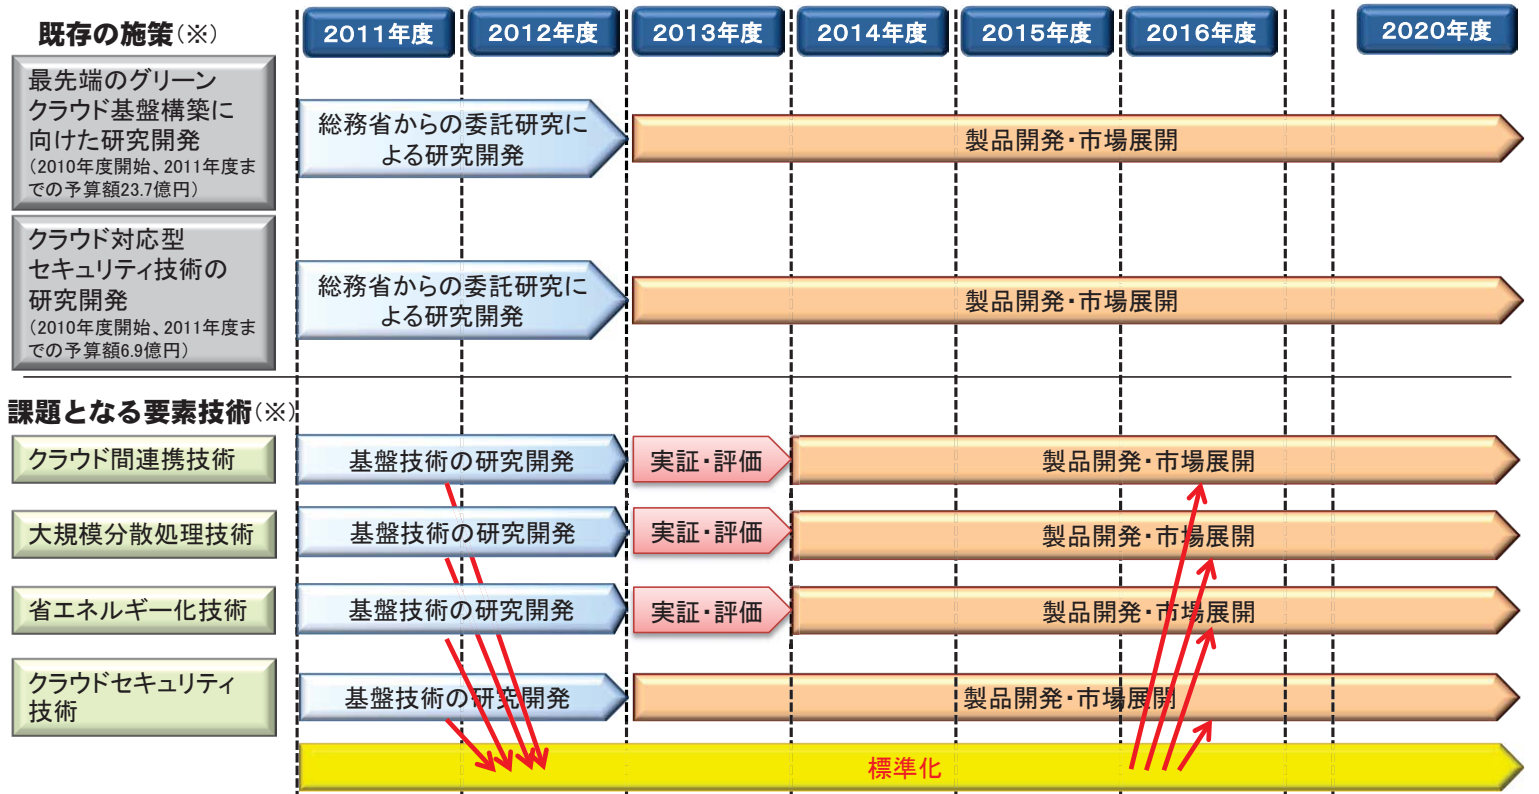 既存の施策(※)
2011年度
2012年度
2013年度
2014年度
2015年度
2016年度
2020年度
最先端のグリーン
クラウド基盤構築に
向けた研究開発
(2010年度開始、2011年度ま
での予算額23.7億円)
総務省からの委託研究に
よる研究開発
製品開発・市場展開
クラウド対応型
セキュリティ技術の
研究開発
(2010年度開始、2011年度ま
での予算額6.9億円)
総務省からの委託研究に
よる研究開発
製品開発・市場展開
課題となる要素技術(※)
クラウド間連携技術
基盤技術の研究開発
実証・評価
製品開発・市場展開
大規模分散処理技術
基盤技術の研究開発
実証・評価
製品開発・市場展開
省エネルギー化技術
基盤技術の研究開発
実証・評価
製品開発・市場展開
クラウドセキュリティ
技術
基盤技術の研究開発
製品開発・市場展開
標準化